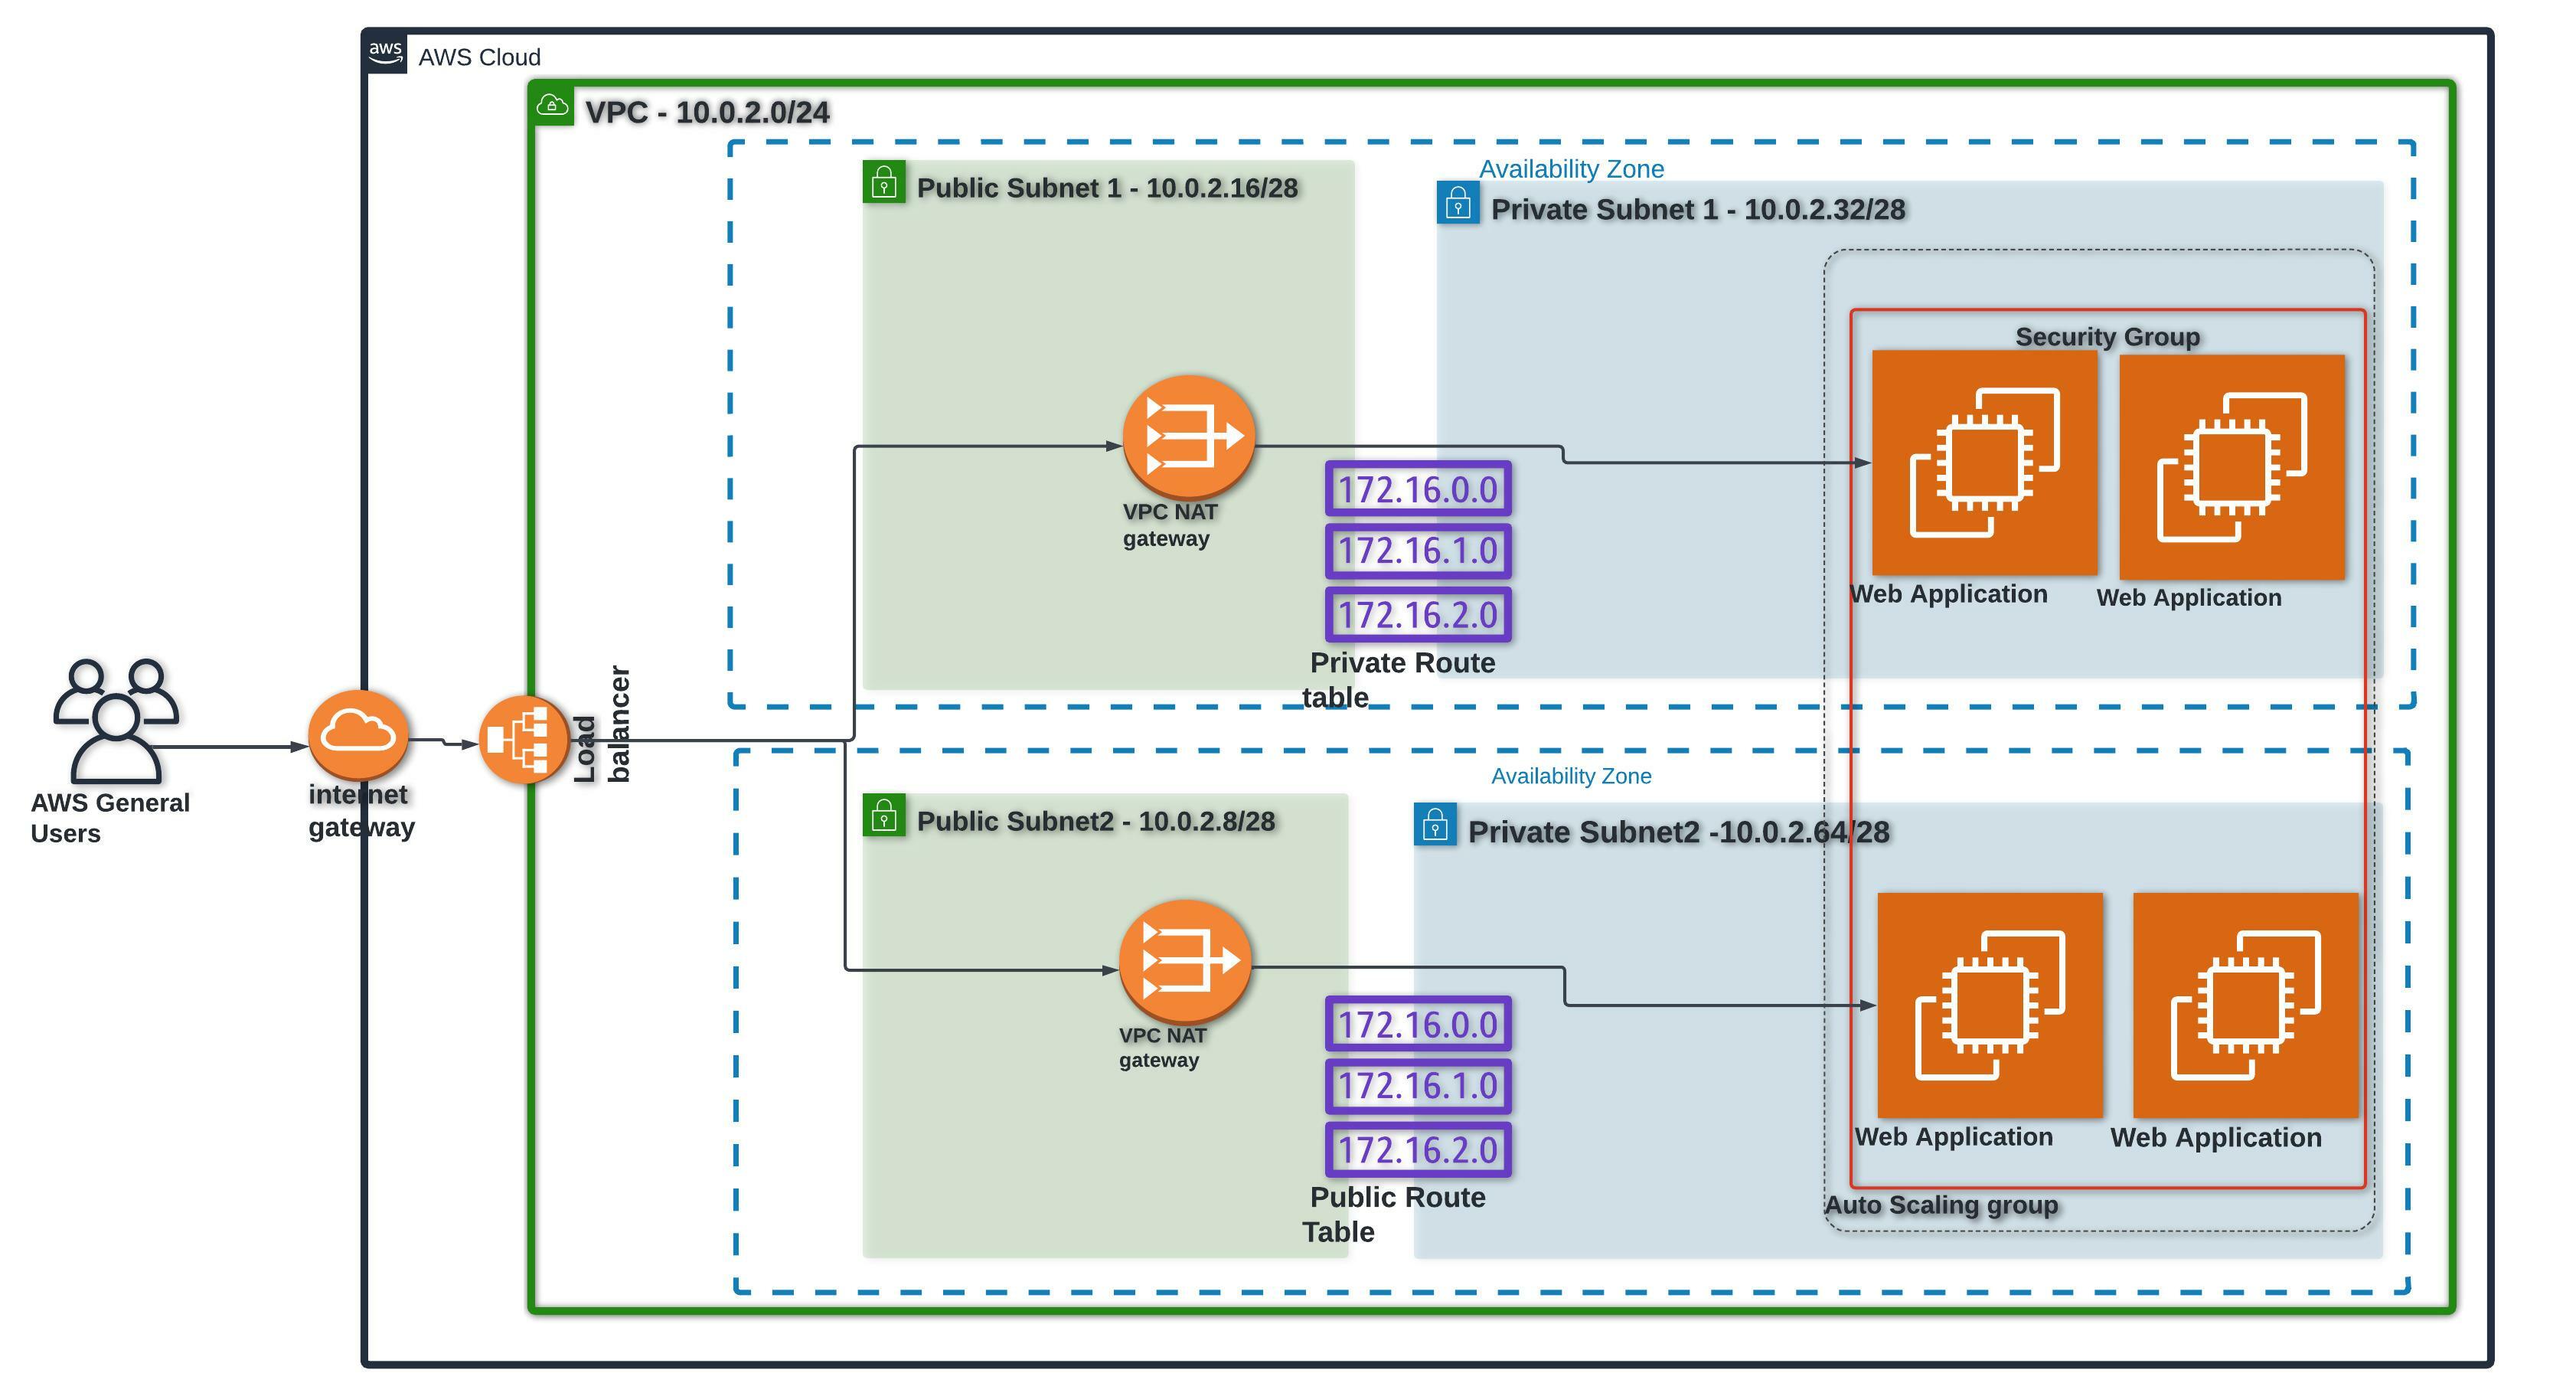 aws
AWS Cloud
VPC - 10.0.2.0/24
Availability Zone
Public Subnet 1 - 10.0.2.16/28
Private Subnet 1 - 10.0.2.32/28
Security Group
VPC NAT
gateway
172.16.0.0
172.16.1.0
172.16.2.0
Private Route
table
Web Application
Web Application
AWS General
Users
internet
gateway
Load
balancer
Availability Zone
Public Subnet2 - 10.0.2.8/28
Private Subnet2 -10.0.2.64/28
VPC NAT
gateway
172.16.0.0
172.16.1.0
172.16.2.0
Public Route
Table
Web Application
Web Application
Auto Scaling group